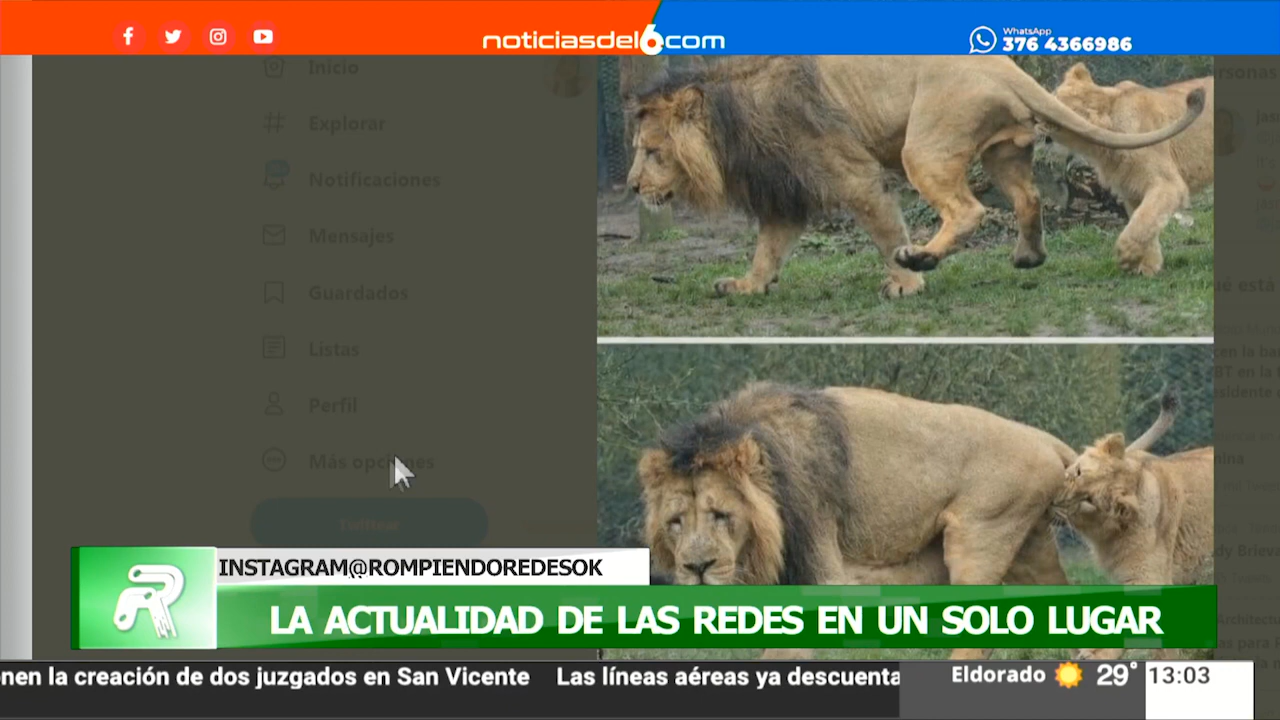 noticiasdel6.com
WhatsApp
376 4366986
Inicio
Explorar
Notificaciones
Mensajes
Guardados
Listas
Perfil
Más opciones
Twittear
INSTAGRAM@ROMPIENDOREDESOK
LA ACTUALIDAD DE LAS REDES EN UN SOLO LUGAR
nen la creación de dos juzgados en San Vicente Las líneas aéreas ya descuenta
Eldorado 29°
13:03